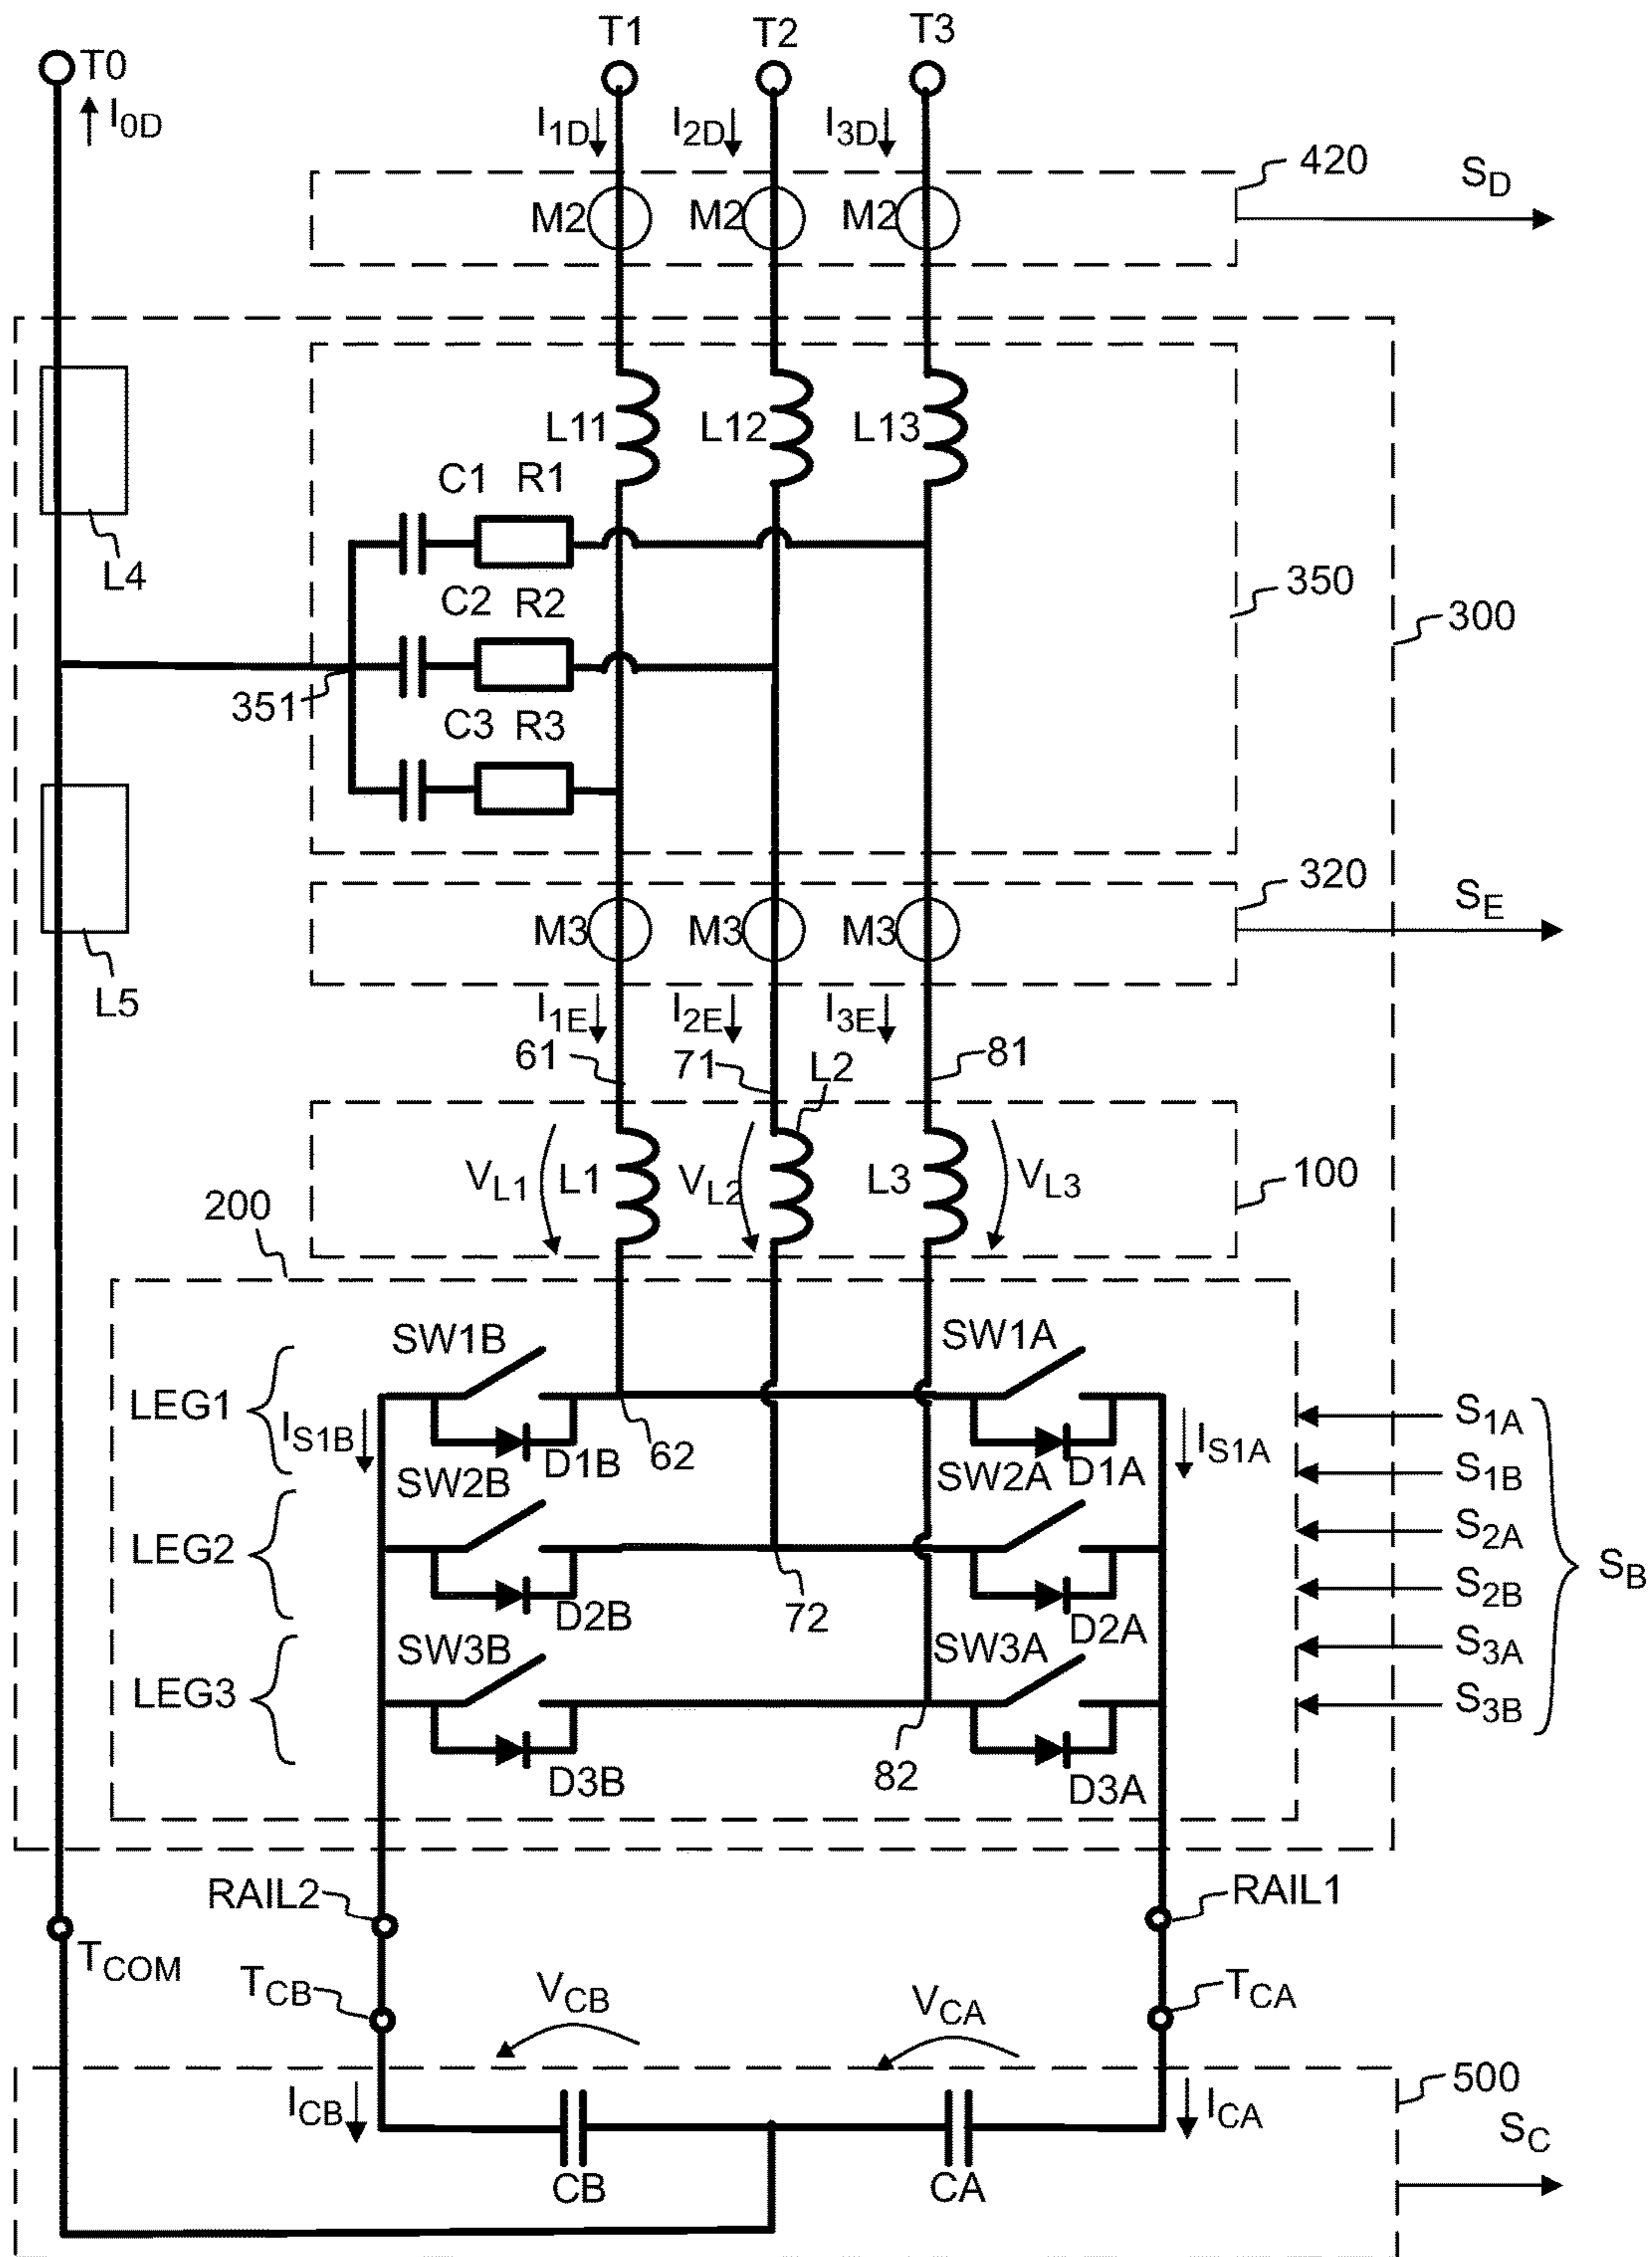 T0
T1
T2
T3
I0D
I1D
I2D
I3D
420
SD
M2
M2
M2
L11
L12
L13
C1
R1
L4
C2
R2
350
300
351
C3
R3
320
SE
M3
M3
M3
L5
I1E
I2E
I3E
61
71
L2
81
VL1
L1
VL2
L3
VL3
100
200
SW1B
SW1A
LEG1
IS1B
D1B
62
D1A
IS1A
S1A
S1B
SW2B
SW2A
LEG2
S2A
S2B
SB
D2B
72
D2A
SW3B
SW3A
S3A
LEG3
S3B
D3B
82
D3A
RAIL2
RAIL1
TCOM
TCB
VCB
VCA
TCA
500
ICB
ICA
SC
CB
CA